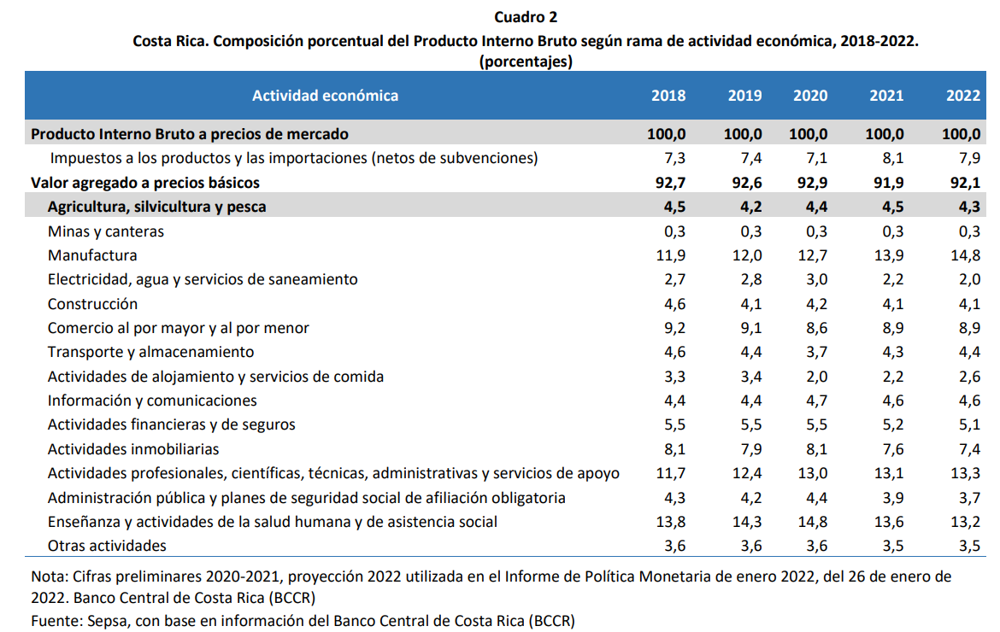 Cuadro 2
Costa Rica. Composición porcentual del Producto Interno Bruto según rama de actividad económica, 2018-2022.
(porcentajes)
Actividad económica 2018 2019 2020 2021 2022
Producto Interno Bruto a precios de mercado 100,0 100,0 100,0 100,0 100,0
Impuestos a los productos y las importaciones (netos de subvenciones) 7,3 7,4 7,1 8,1 7,9
Valor agregado a precios básicos 92,7 92,6 92,9 91,9 92,1
Agricultura, silvicultura y pesca 4,5 4,2 4,4 4,5 4,3
Minas y canteras 0,3 0,3 0,3 0,3 0,3
Manufactura 11,9 12,0 12,7 13,9 14,8
Electricidad, agua y servicios de saneamiento 2,7 2,8 3,0 2,2 2,0
Construcción 4,6 4,1 4,2 4,1 4,1
Comercio al por mayor y al por menor 9,2 9,1 8,6 8,9 8,9
Transporte y almacenamiento 4,6 4,4 3,7 4,3 4,4
Actividades de alojamiento y servicios de comida 3,3 3,4 2,0 2,2 2,6
Información y comunicaciones 4,4 4,4 4,7 4,6 4,6
Actividades financieras y de seguros 5,5 5,5 5,5 5,2 5,1
Actividades inmobiliarias 8,1 7,9 8,1 7,6 7,4
Actividades profesionales, científicas, técnicas, administrativas y servicios de apoyo 11,7 12,4 13,0 13,1 13,3
Administración pública y planes de seguridad social de afiliación obligatoria 4,3 4,2 4,4 3,9 3,7
Enseñanza y actividades de la salud humana y de asistencia social 13,8 14,3 14,8 13,6 13,2
Otras actividades 3,6 3,6 3,6 3,5 3,5
Nota: Cifras preliminares 2020-2021, proyección 2022 utilizada en el Informe de Política Monetaria de enero 2022, del 26 de enero de
2022. Banco Central de Costa Rica (BCCR)
Fuente: Sepsa, con base en información del Banco Central de Costa Rica (BCCR)